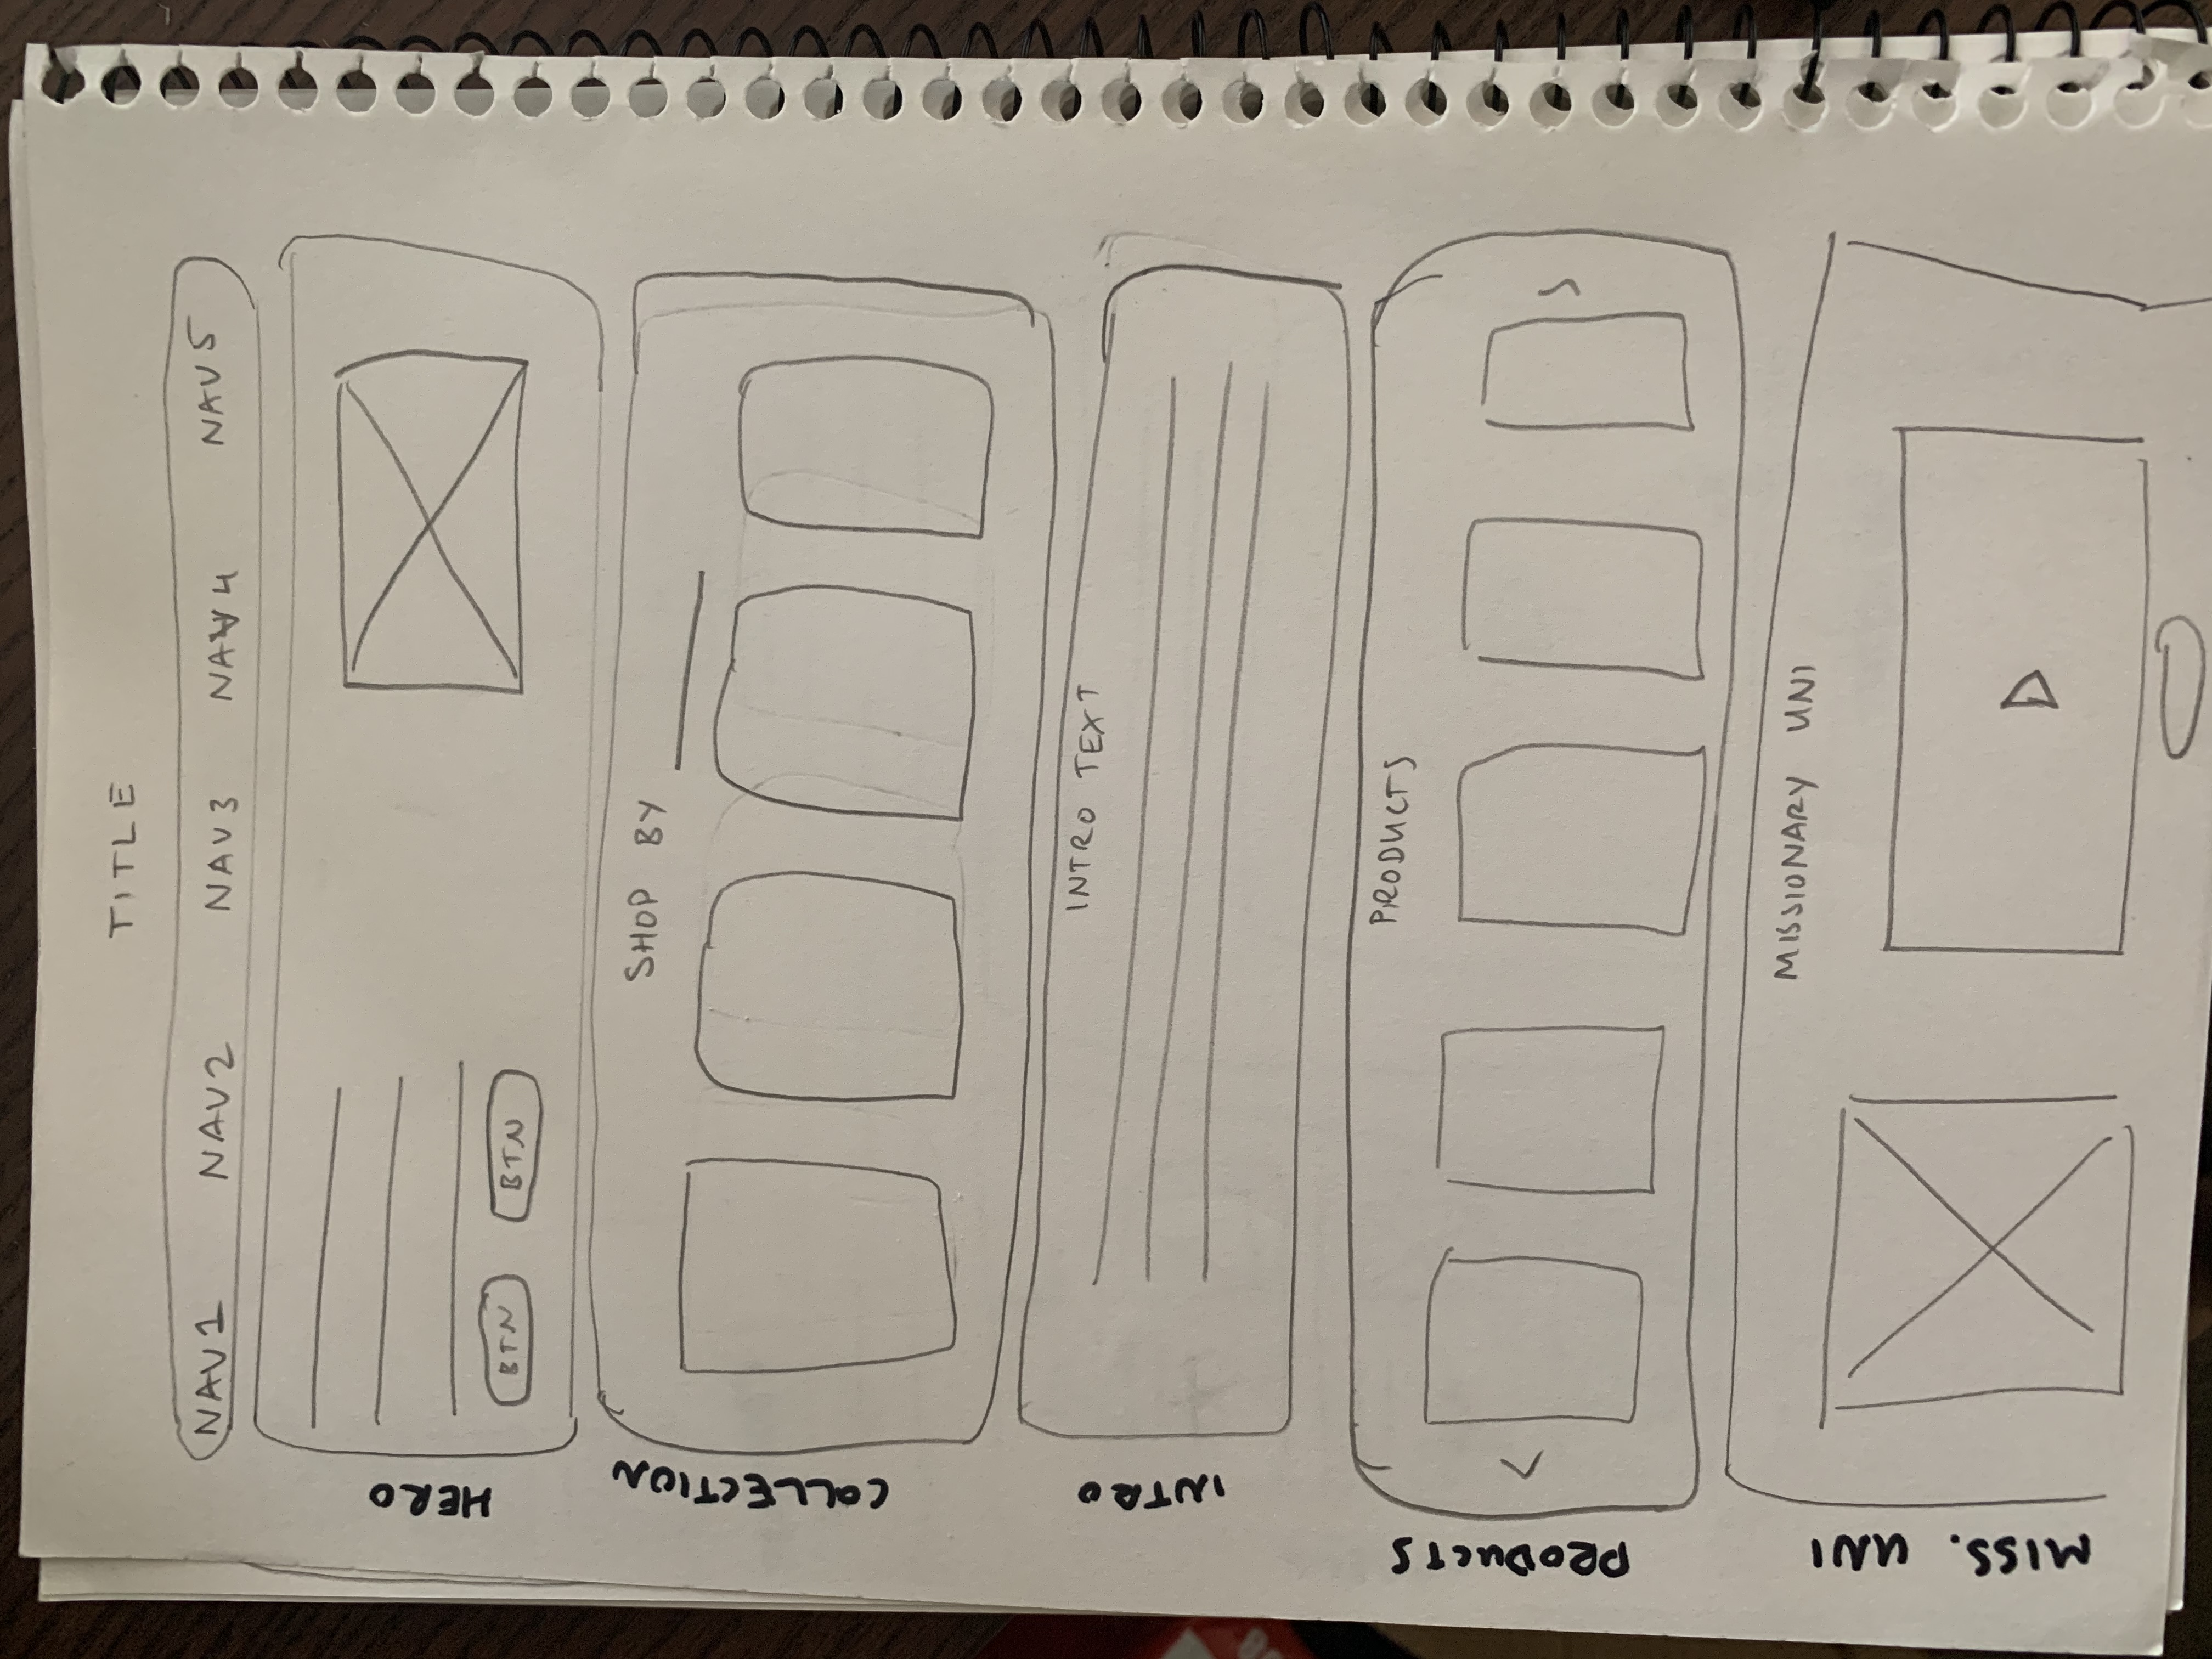 TITLE
NAV1 NAV2 NAV3 NAV4 NAV5
HERO
BTN BTN
COLLECTION
SHOP BY
INTRO
INTRO TEXT
PRODUCTS
PRODUCTS
< >
MISS. UNI
MISSIONARY UNI